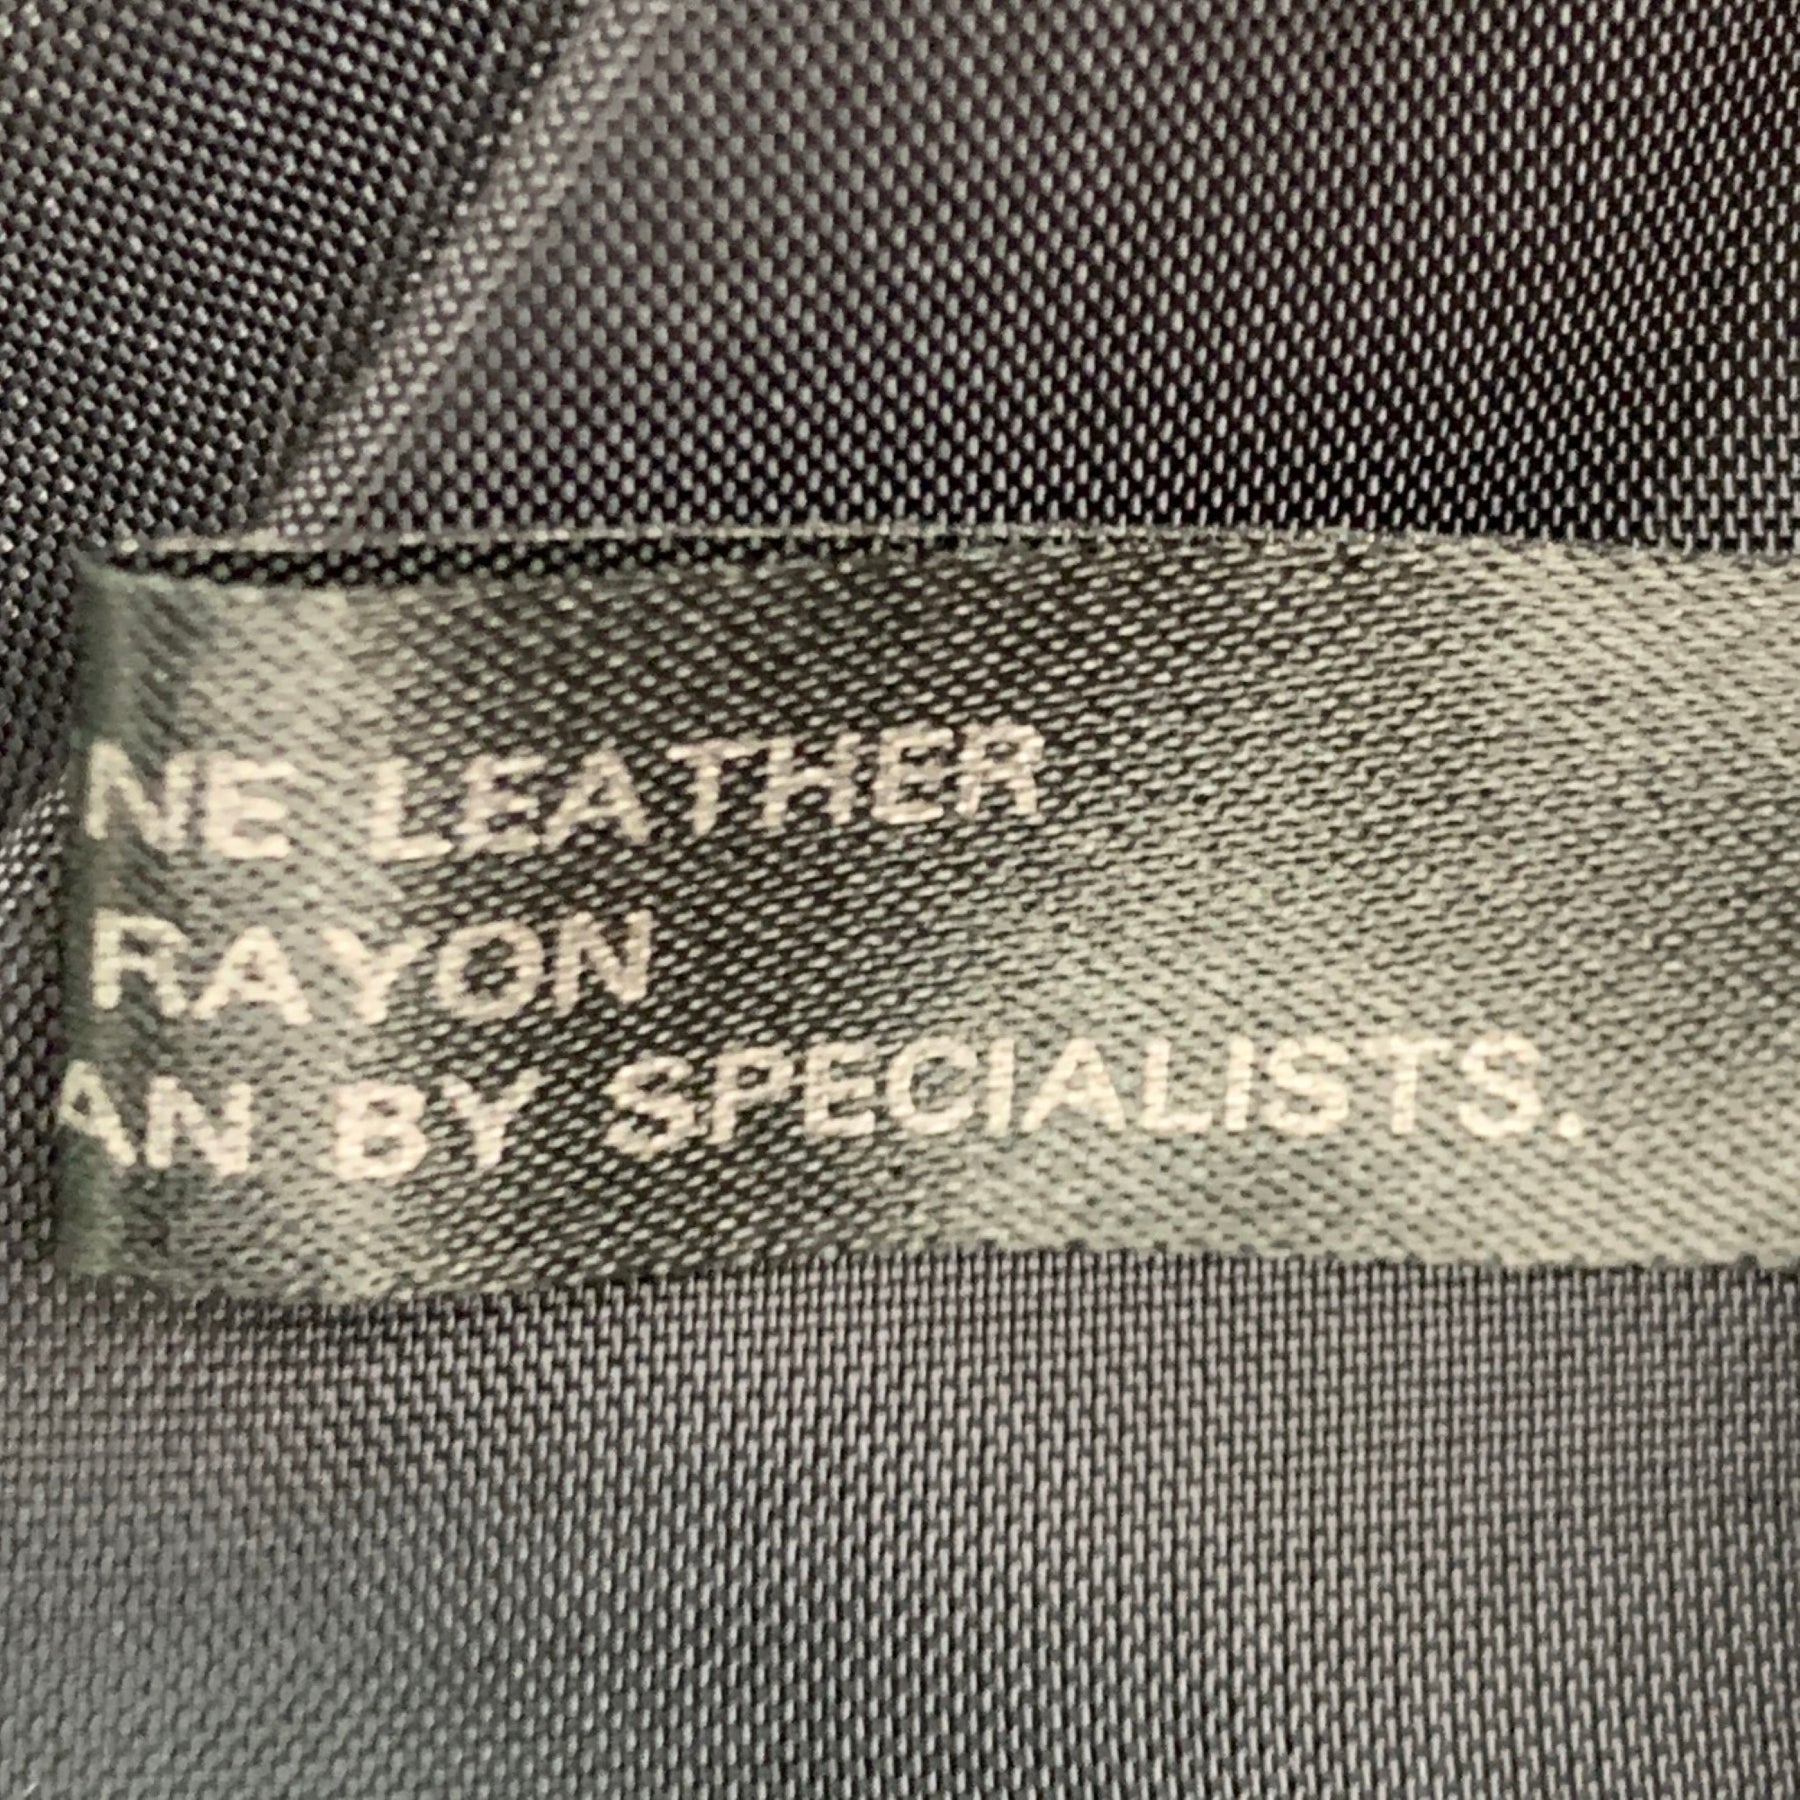 NE LEATHER
RAYON
AN BY SPECIALISTS.